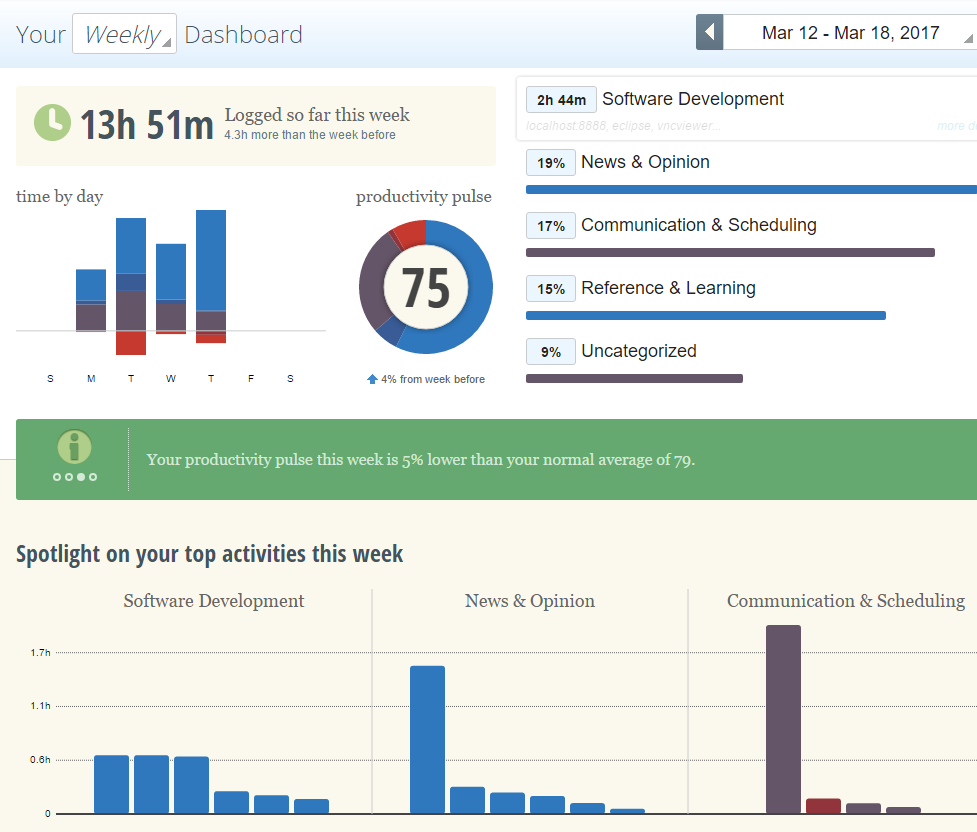 Your Weekly Dashboard
Mar 12 - Mar 18, 2017
13h 51m
Logged so far this week
4.3h more than the week before
time by day
S M T W T F S
productivity pulse
75
4% from week before
2h 44m Software Development
localhost:8888, eclipse, vncviewer...
more de
19% News & Opinion
17% Communication & Scheduling
15% Reference & Learning
9% Uncategorized
Your productivity pulse this week is 5% lower than your normal average of 79.
Spotlight on your top activities this week
Software Development
News & Opinion
Communication & Scheduling
1.7h
1.1h
0.6h
0